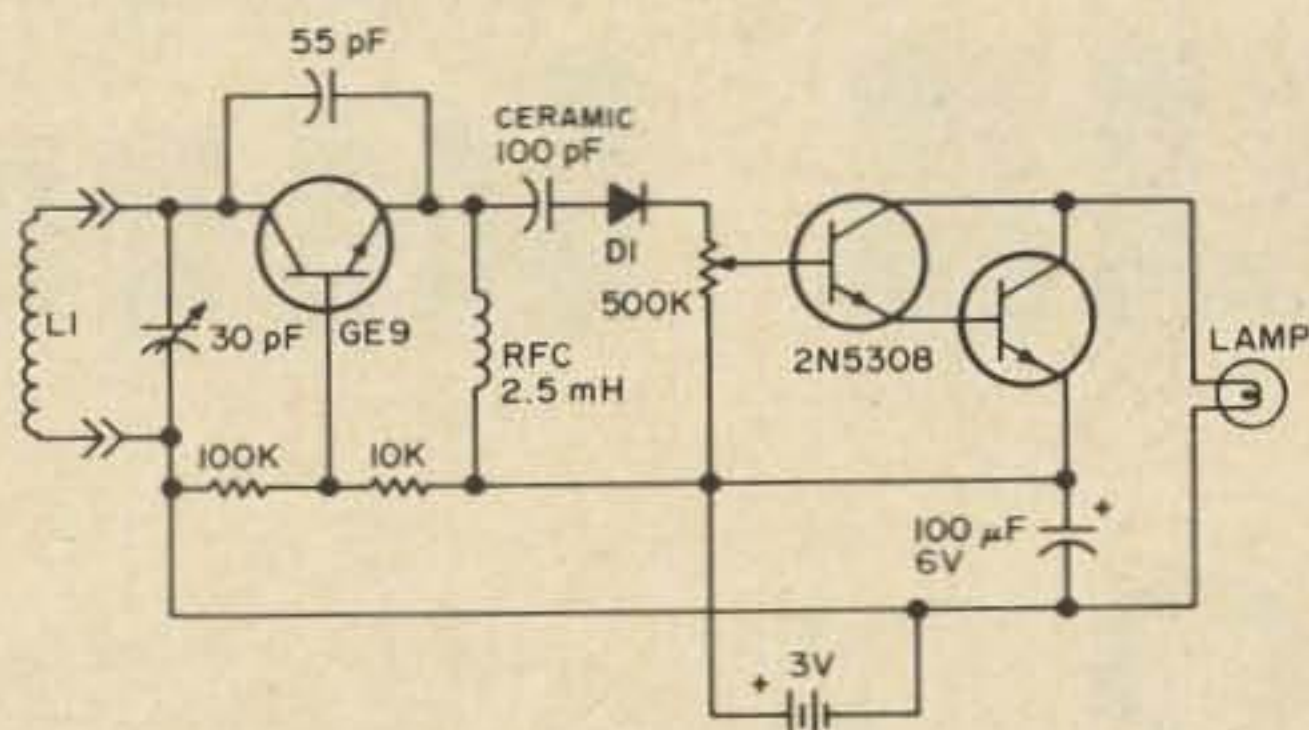 55 pF
CERAMIC
100 pF
D1
500K
L1
30 pF
GE9
RFC
2.5 mH
2N5308
LAMP
100K
10K
100 µF
6V
+
3V
+